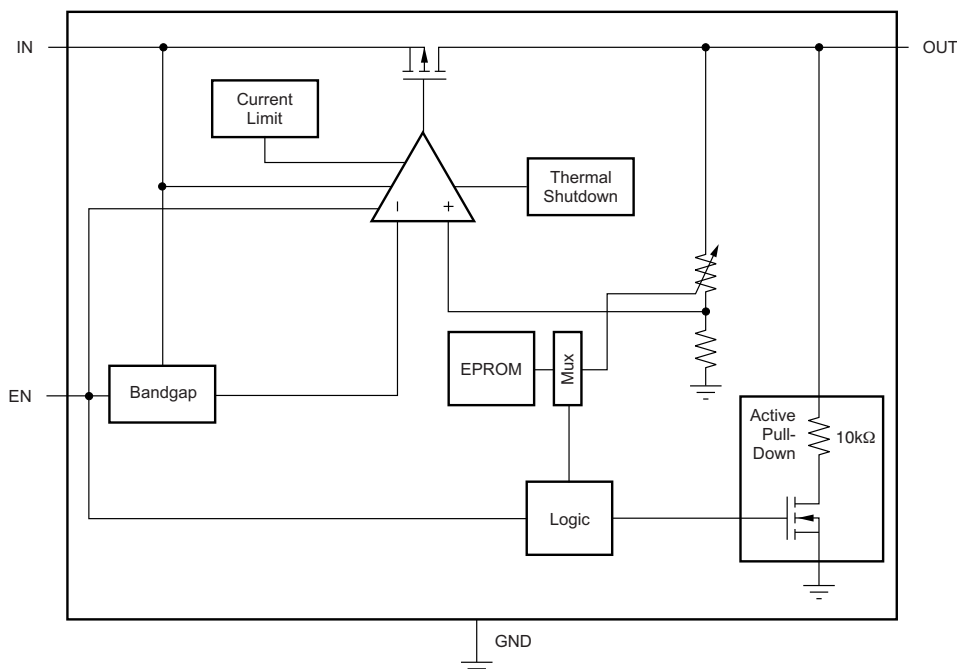 IN
OUT
Current
Limit
Thermal
Shutdown
EPROM
Mux
EN
Bandgap
Active
Pull-
Down
10kΩ
Logic
GND